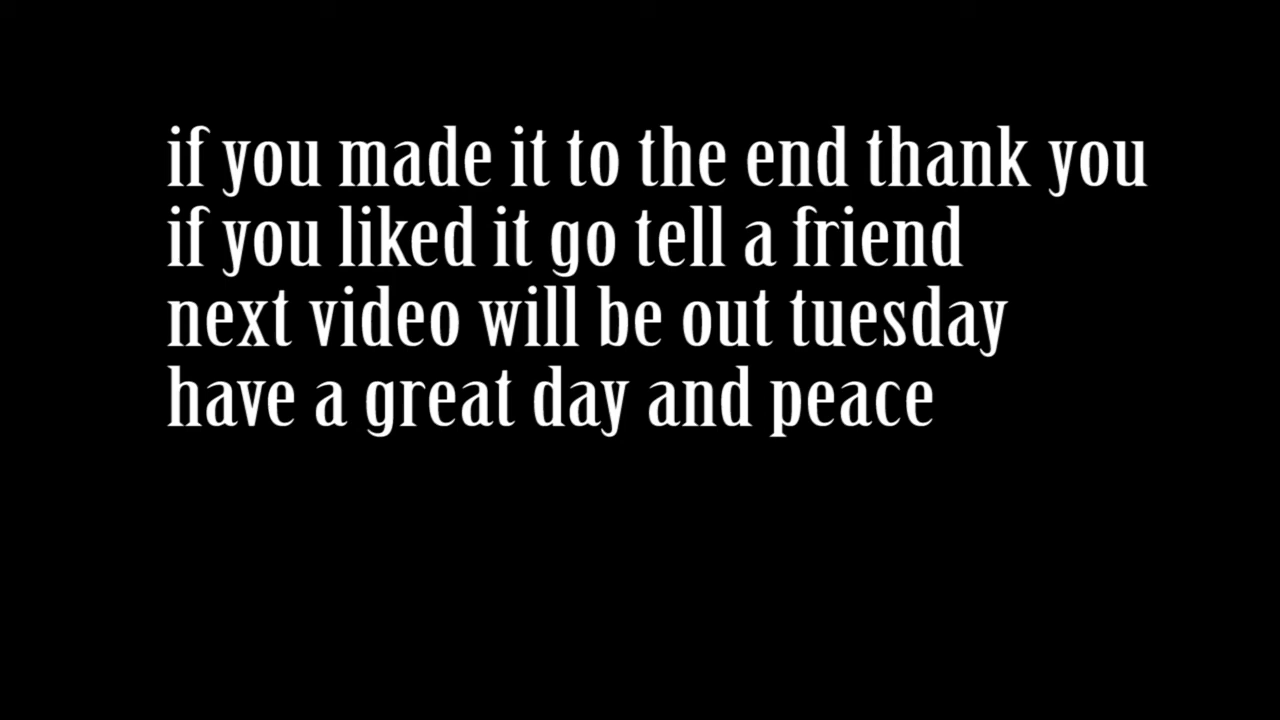 if you made it to the end thank you
if you liked it go tell a friend
next video will be out tuesday
have a great day and peace